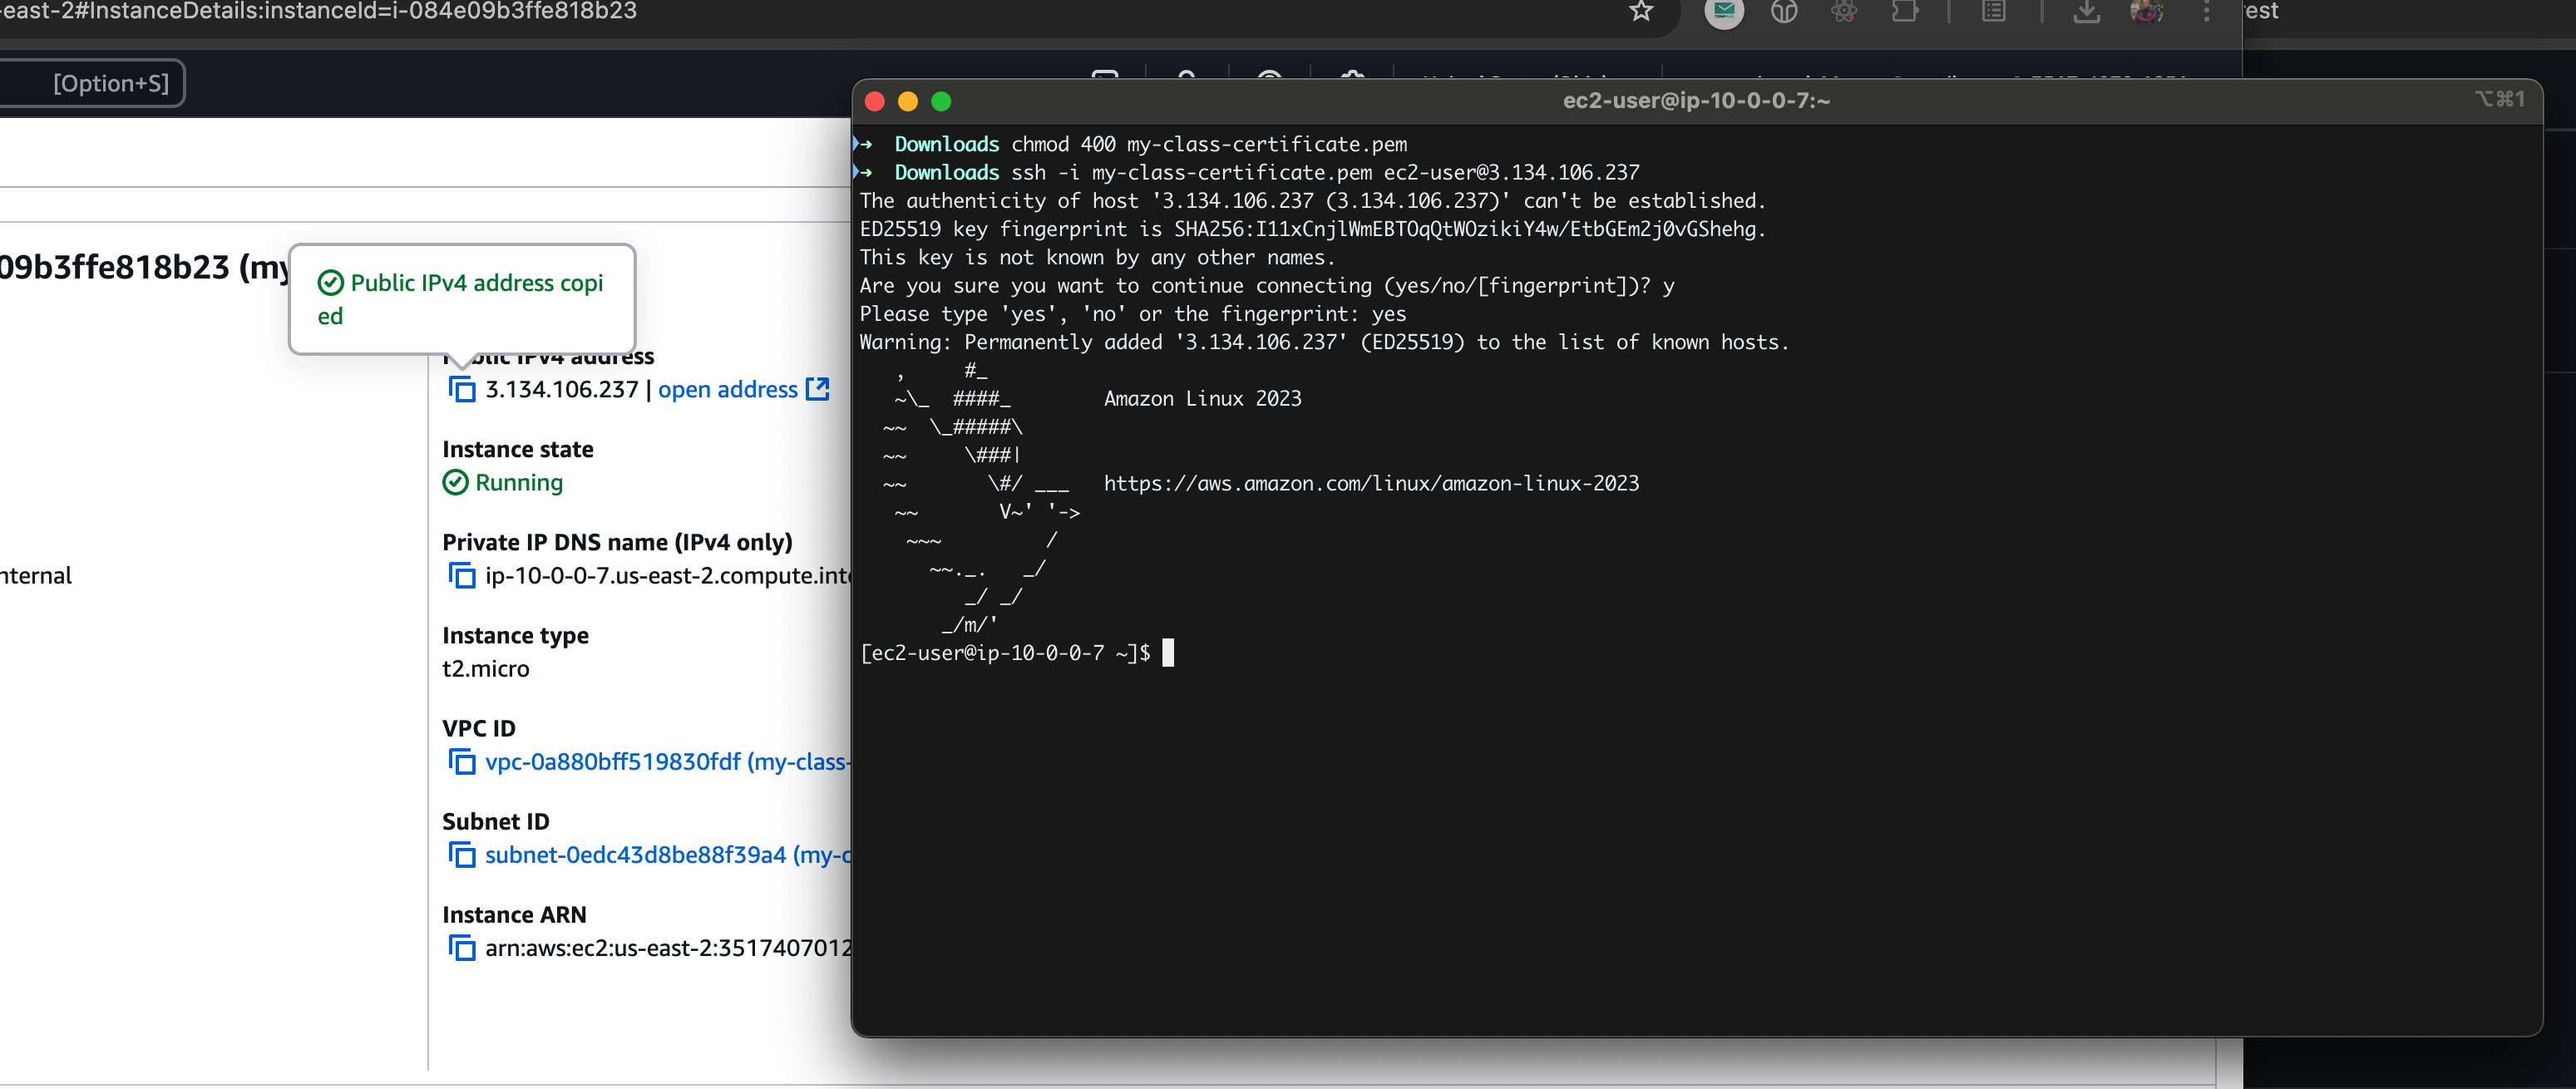 -east-2#InstanceDetails:instanceId=i-084e09b3ffe818b23
est
[Option+S]
09b3ffe818b23 (my
Public IPv4 address copi
ed
Public IPv4 address
3.134.106.237 | open address
Instance state
Running
Private IP DNS name (IPv4 only)
nternal
ip-10-0-0-7.us-east-2.compute.inte
Instance type
t2.micro
VPC ID
vpc-0a880bff519830fdf (my-class-
Subnet ID
subnet-0edc43d8be88f39a4 (my-c
Instance ARN
arn:aws:ec2:us-east-2:3517407012
ec2-user@ip-10-0-0-7:~
⌥⌘1
➜  Downloads chmod 400 my-class-certificate.pem
➜  Downloads ssh -i my-class-certificate.pem ec2-user@3.134.106.237
The authenticity of host '3.134.106.237 (3.134.106.237)' can't be established.
ED25519 key fingerprint is SHA256:I11xCnjlWmEBTOqQtWOzikiY4w/EtbGEm2j0vGShehg.
This key is not known by any other names.
Are you sure you want to continue connecting (yes/no/[fingerprint])? y
Please type 'yes', 'no' or the fingerprint: yes
Warning: Permanently added '3.134.106.237' (ED25519) to the list of known hosts.
   ,     #_
   ~\_  ####_        Amazon Linux 2023
  ~~  \_#####\
  ~~     \###|
  ~~       \#/ ___   https://aws.amazon.com/linux/amazon-linux-2023
   ~~       V~' '->
    ~~~         /
      ~~._.   _/
         _/ _/
       _/m/'
[ec2-user@ip-10-0-0-7 ~]$